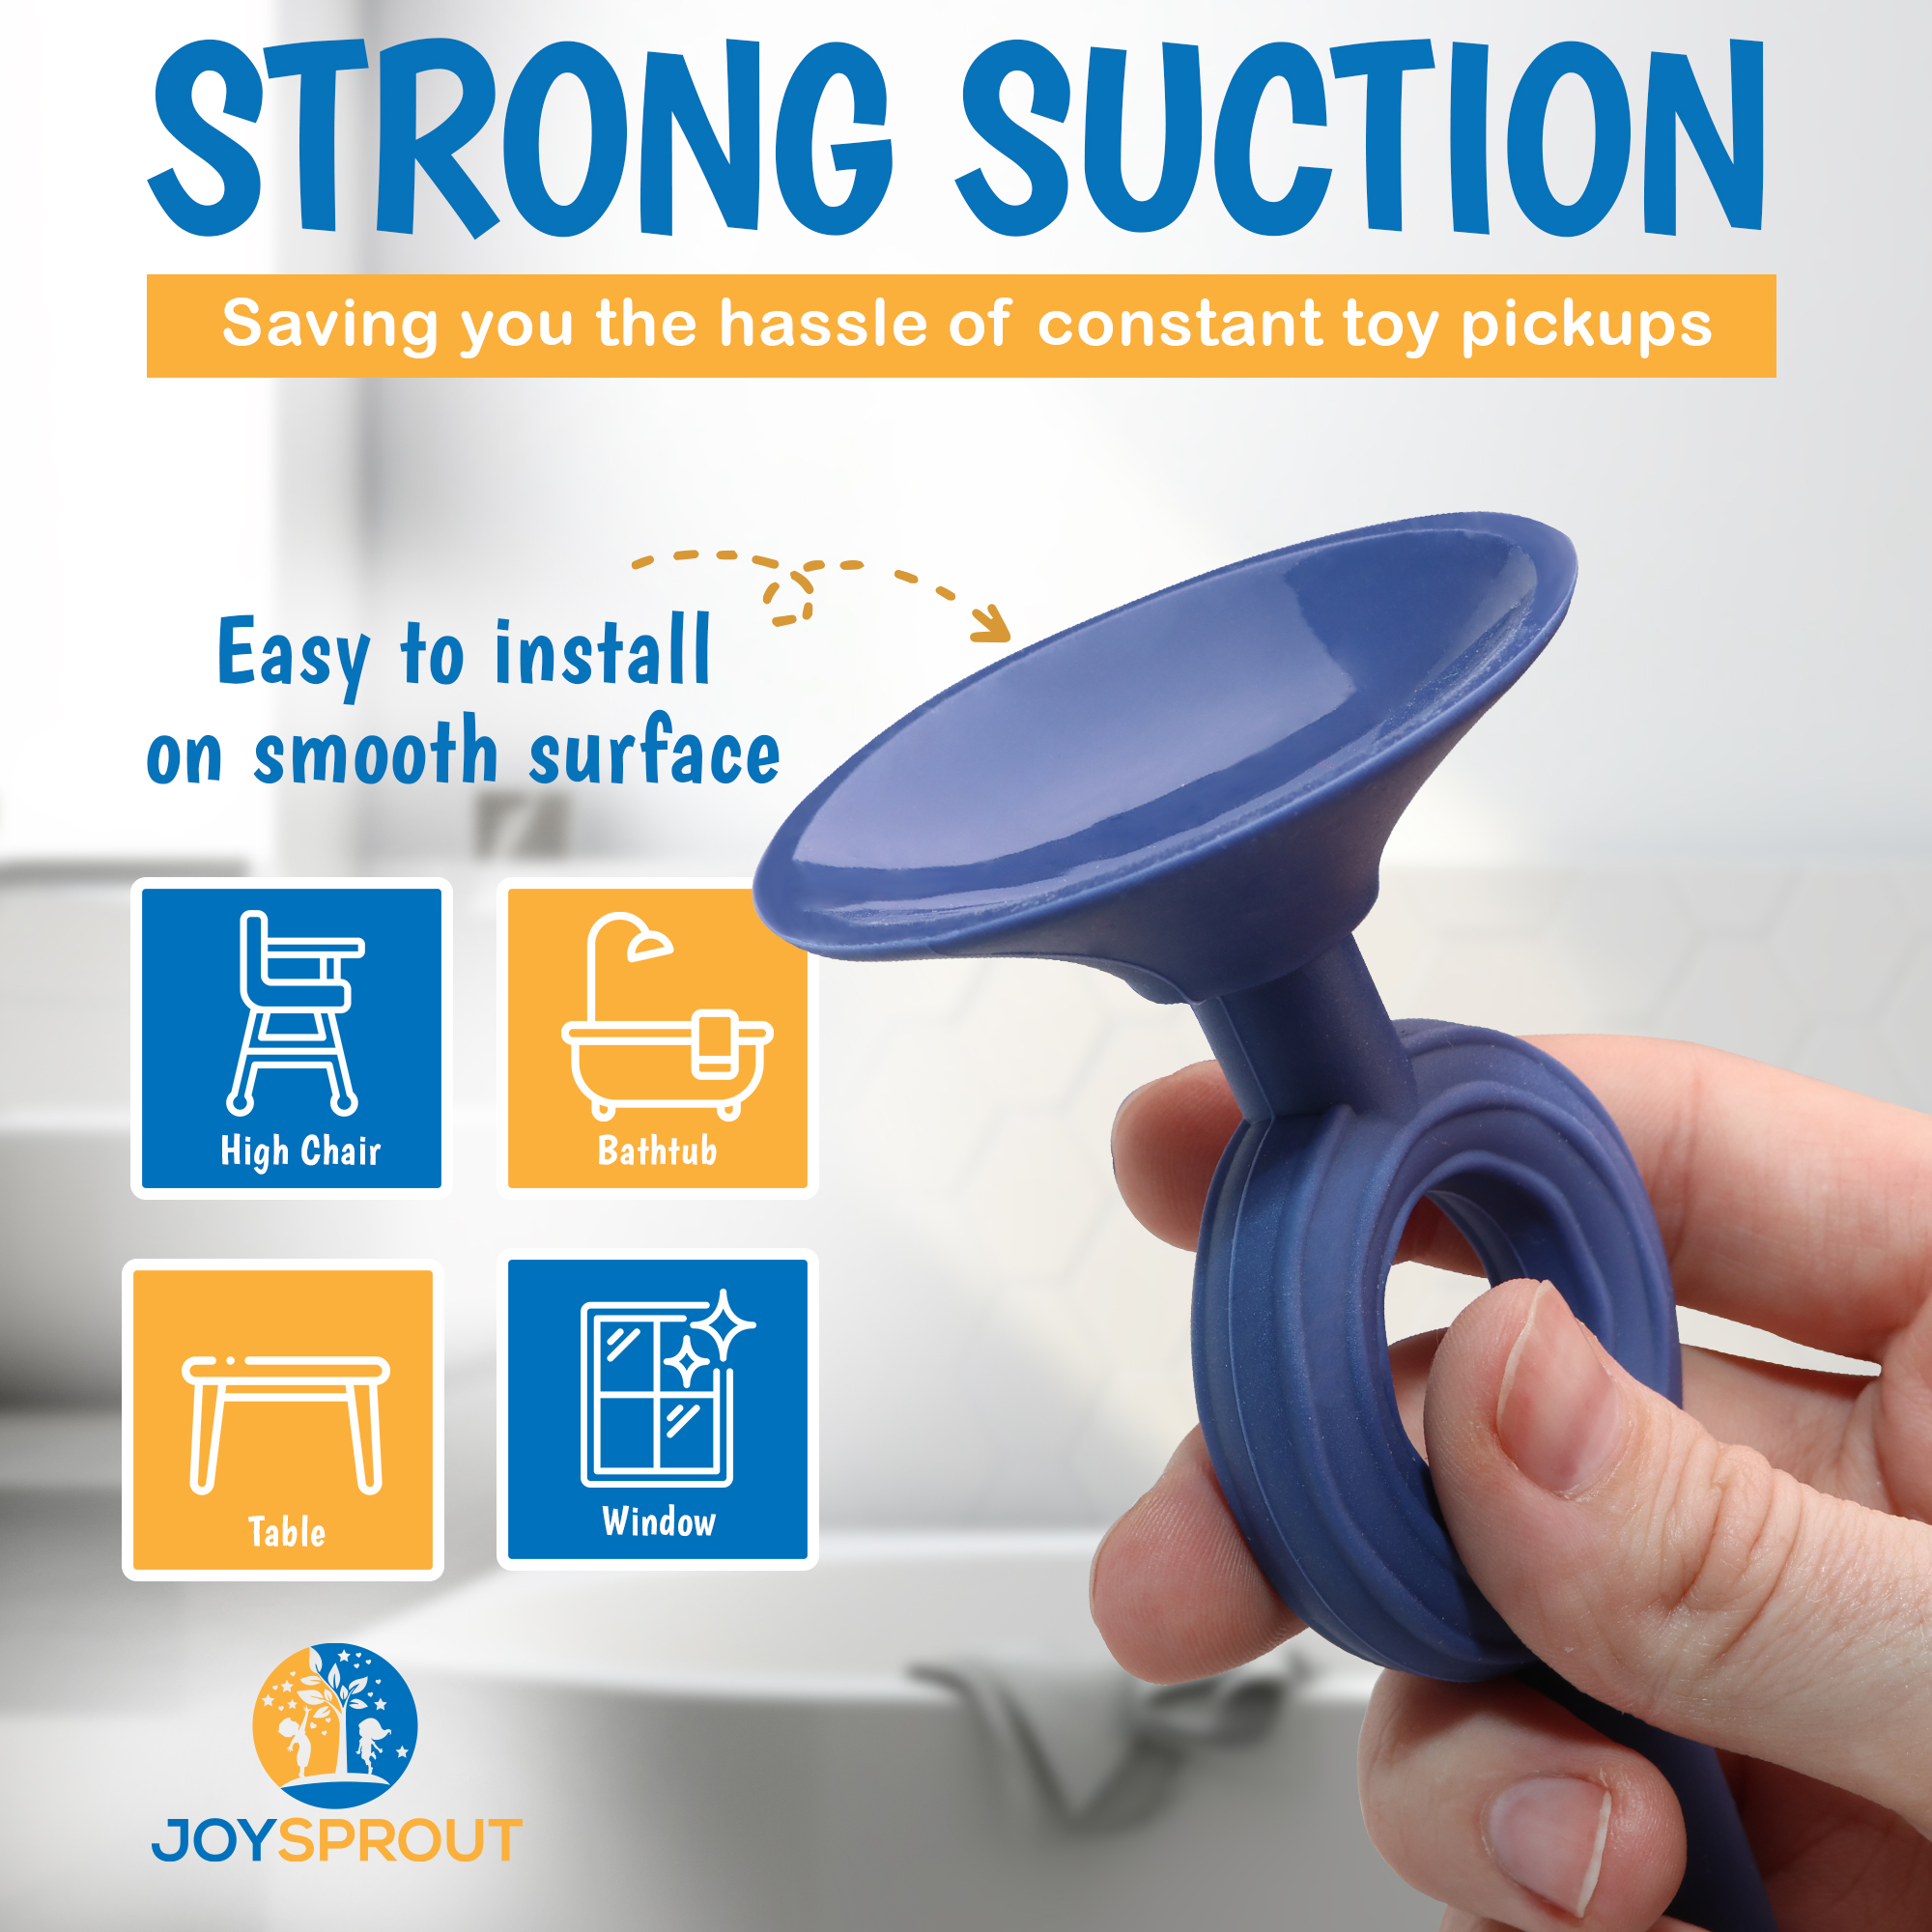 STRONG SUCTION
Saving you the hassle of constant toy pickups
Easy to install
on smooth surface
High Chair
Bathtub
Table
Window
JOYSPROUT